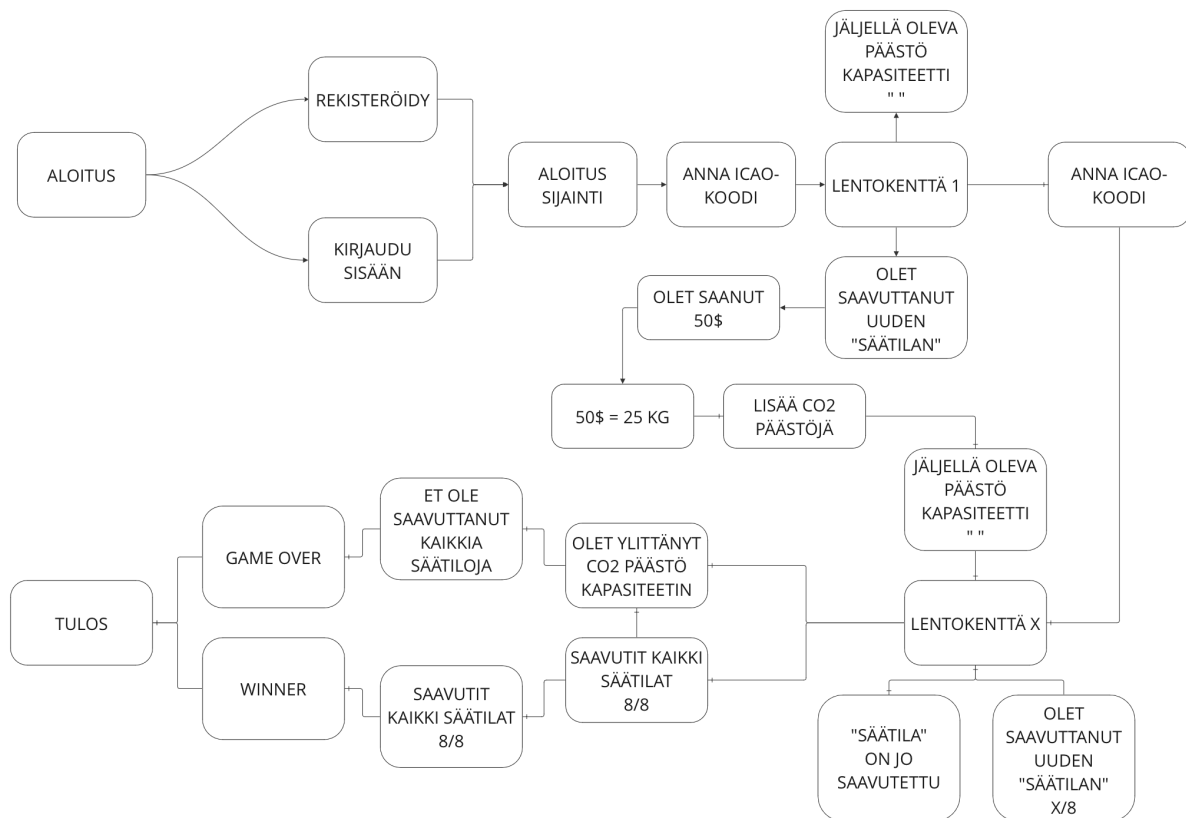 ALOITUS
REKISTERÖIDY
KIRJAUDU
SISÄÄN
ALOITUS
SIJAINTI
ANNA ICAO-
KOODI
JÄLJELLÄ OLEVA
PÄÄSTÖ
KAPASITEETTI
" "
LENTOKENTTÄ 1
ANNA ICAO-
KOODI
OLET
SAAVUTTANUT
UUDEN
"SÄÄTILAN"
OLET SAANUT
50$
50$ = 25 KG
LISÄÄ CO2
PÄÄSTÖJÄ
JÄLJELLÄ OLEVA
PÄÄSTÖ
KAPASITEETTI
" "
LENTOKENTTÄ X
"SÄÄTILA"
ON JO
SAAVUTETTU
OLET
SAAVUTTANUT
UUDEN
"SÄÄTILAN"
X/8
OLET YLITTÄNYT
CO2 PÄÄSTÖ
KAPASITEETIN
SAAVUTIT KAIKKI
SÄÄTILAT
8/8
ET OLE
SAAVUTTANUT
KAIKKIA
SÄÄTILOJA
SAAVUTIT
KAIKKI SÄÄTILAT
8/8
GAME OVER
WINNER
TULOS